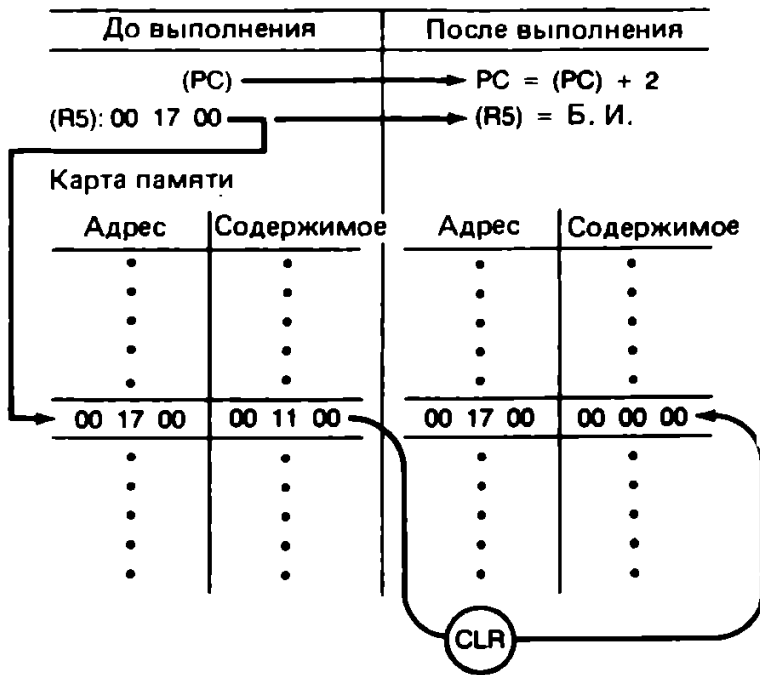 До выполнения После выполнения
(PC) PC = (PC) + 2
(R5): 00 17 00 (R5) = Б. И.
Карта памяти
Адрес Содержимое Адрес Содержимое
00 17 00 00 11 00 00 17 00 00 00 00
CLR